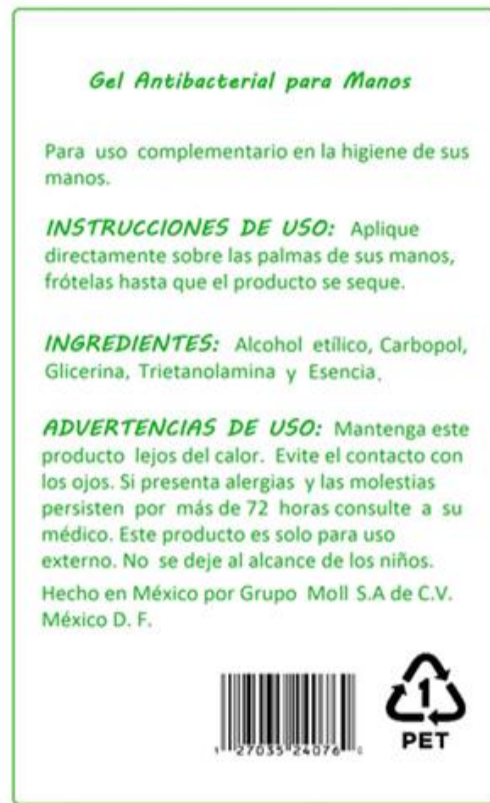 Gel Antibacterial para Manos
Para uso complementario en la higiene de sus
manos.
INSTRUCCIONES DE USO: Aplique
directamente sobre las palmas de sus manos,
frótelas hasta que el producto se seque.
INGREDIENTES: Alcohol etílico, Carbopol,
Glicerina, Trietanolamina y Esencia.
ADVERTENCIAS DE USO: Mantenga este
producto lejos del calor. Evite el contacto con
los ojos. Si presenta alergias y las molestias
persisten por más de 72 horas consulte a su
médico. Este producto es solo para uso
externo. No se deje al alcance de los niños.
Hecho en México por Grupo Moll S.A de C.V.
México D. F.
1 27035 24076 0
1
PET